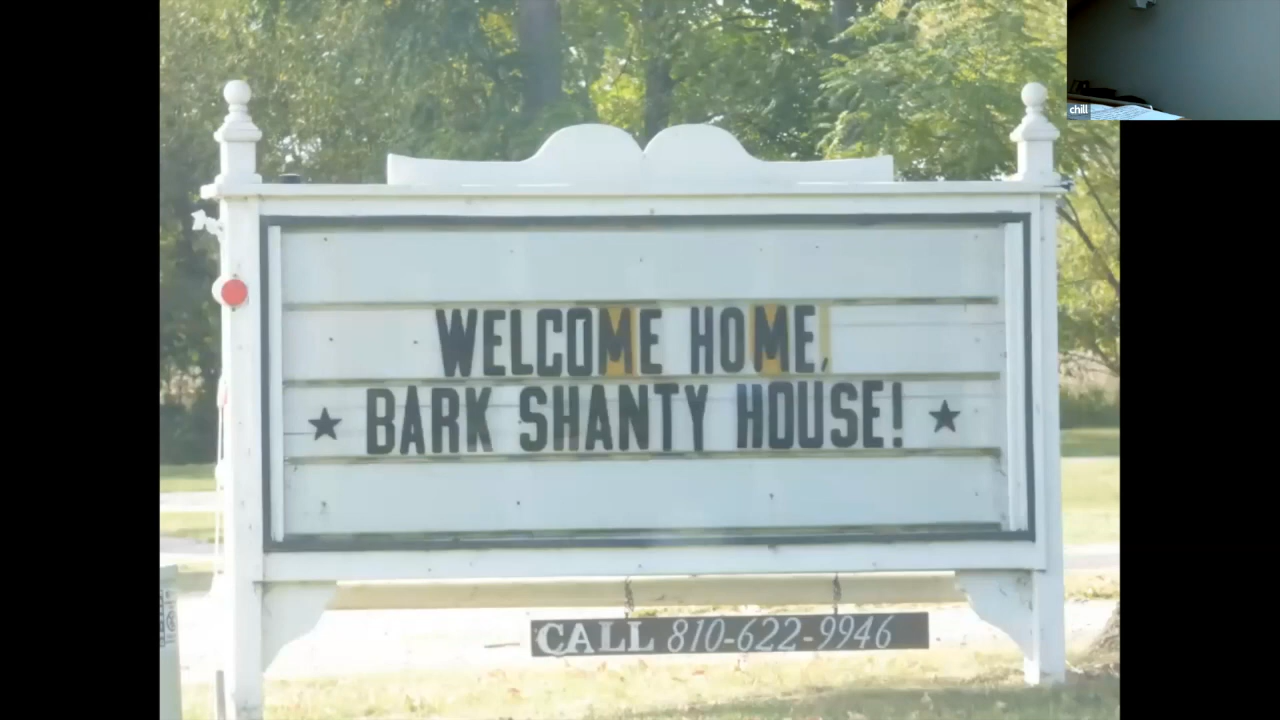 chill
WELCOME HOME,
★ BARK SHANTY HOUSE! ★
CALL 810-622-9946